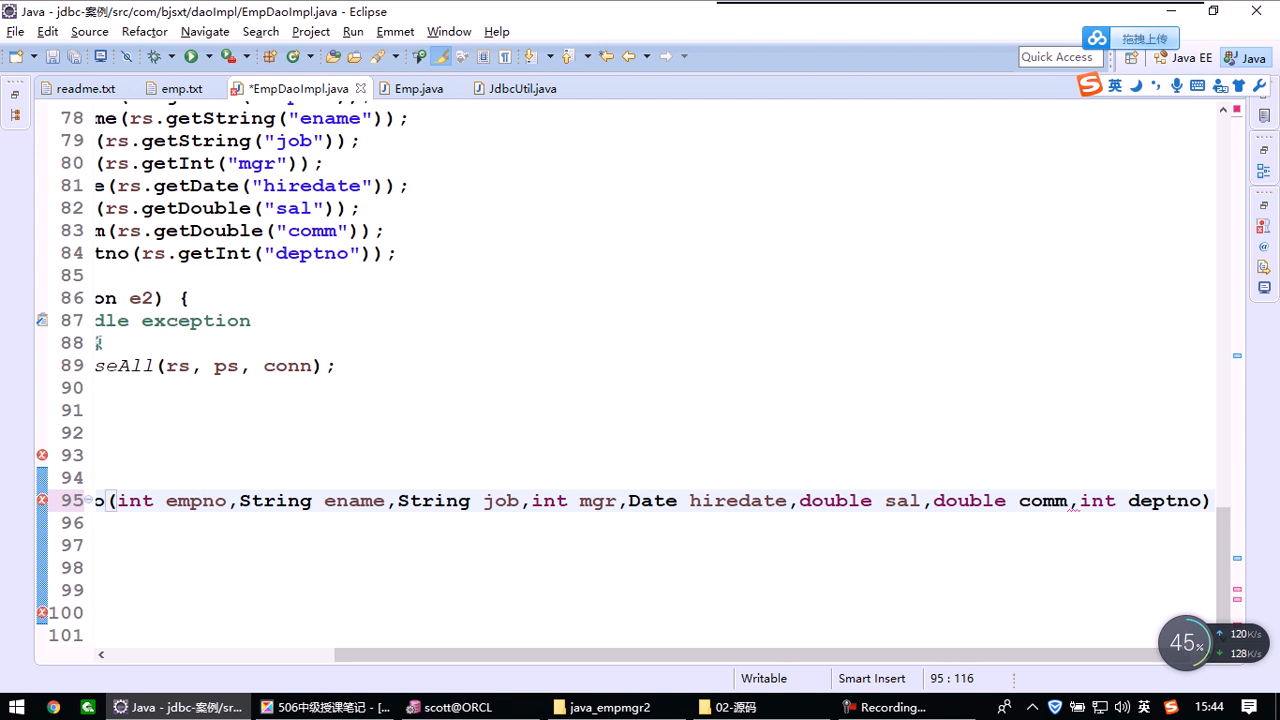 Java - jdbc-案例/src/com/bjsxt/daoImpl/EmpDaoImpl.java - Eclipse
File Edit Source Refactor Navigate Search Project Run Emmet Window Help
拖拽上传
Quick Access
Java EE
Java
readme.txt
emp.txt
*EmpDaoImpl.java
Emp.java
JdbcUtil.java
英
78 me(rs.getString("ename"));
79 (rs.getString("job"));
80 (rs.getInt("mgr"));
81 e(rs.getDate("hiredate"));
82 (rs.getDouble("sal"));
83 m(rs.getDouble("comm"));
84 tno(rs.getInt("deptno"));
85
86 on e2) {
87 dle exception
88
89 seAll(rs, ps, conn);
90
91
92
93
94
95 o(int empno,String ename,String job,int mgr,Date hiredate,double sal,double comm,int deptno)
96
97
98
99
100
101
45%
120K/s
128K/s
Writable
Smart Insert
95 : 116
Java - jdbc-案例/sr...
506中级授课笔记 - [...
scott@ORCL
java_empmgr2
02-源码
Recording...
英
15:44